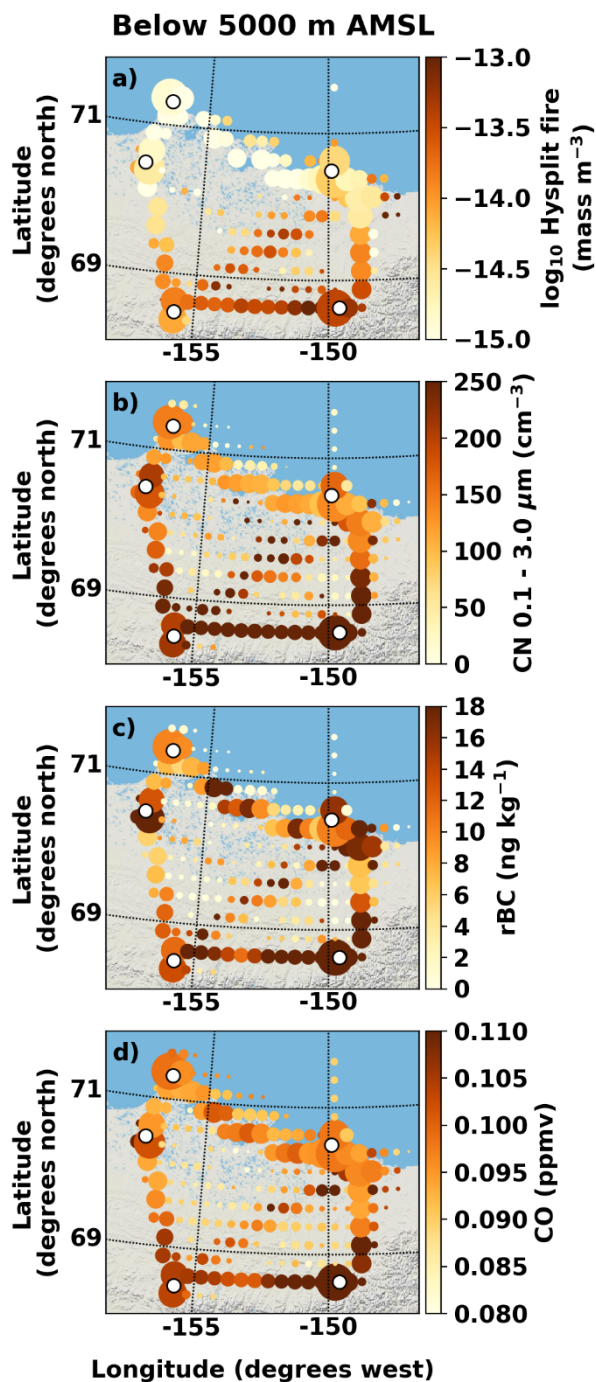 Below 5000 m AMSL
a)
71
69
Latitude
(degrees north)
-155
-150
−13.0
−13.5
−14.0
−14.5
−15.0
log10 Hysplit fire
(mass m−3)
b)
71
69
Latitude
(degrees north)
-155
-150
250
200
150
100
50
0
CN 0.1 - 3.0 μm (cm−3)
c)
71
69
Latitude
(degrees north)
-155
-150
18
16
14
12
10
8
6
4
2
0
rBC (ng kg−1)
d)
71
69
Latitude
(degrees north)
-155
-150
0.110
0.105
0.100
0.095
0.090
0.085
0.080
CO (ppmv)
Longitude (degrees west)